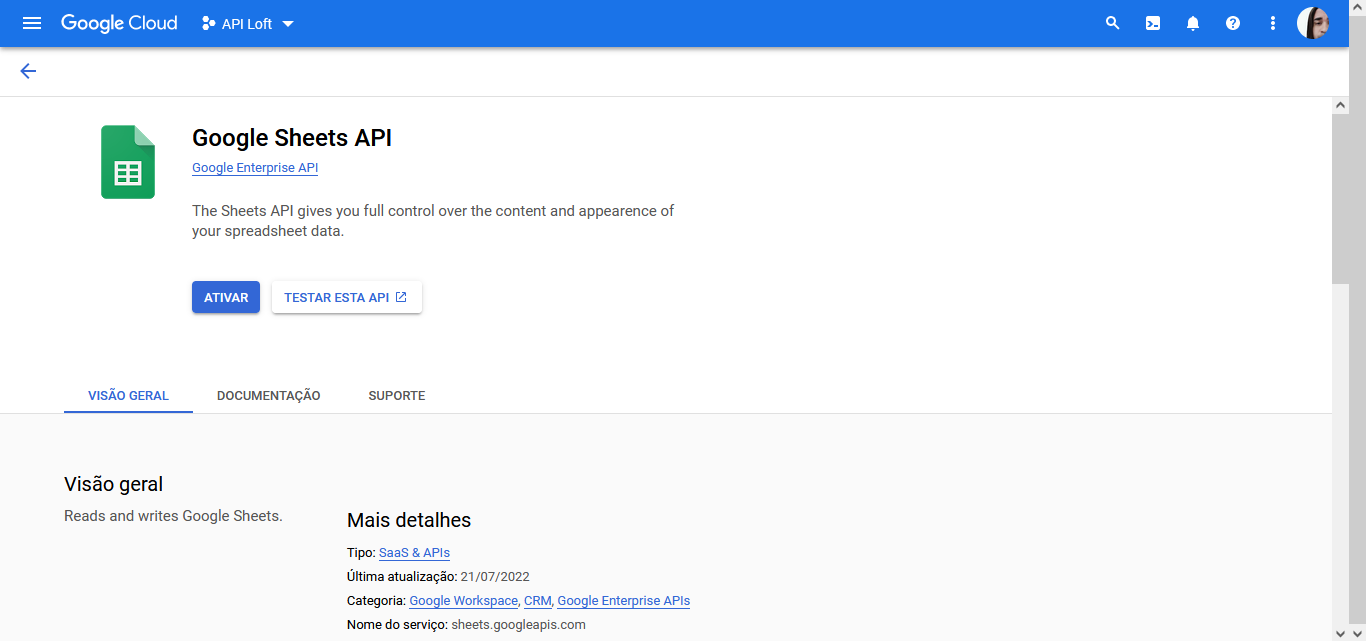 Google Cloud
API Loft
Google Sheets API
Google Enterprise API
The Sheets API gives you full control over the content and appearence of
your spreadsheet data.
ATIVAR
TESTAR ESTA API
VISÃO GERAL
DOCUMENTAÇÃO
SUPORTE
Visão geral
Reads and writes Google Sheets.
Mais detalhes
Tipo: SaaS & APIs
Última atualização: 21/07/2022
Categoria: Google Workspace, CRM, Google Enterprise APIs
Nome do serviço: sheets.googleapis.com